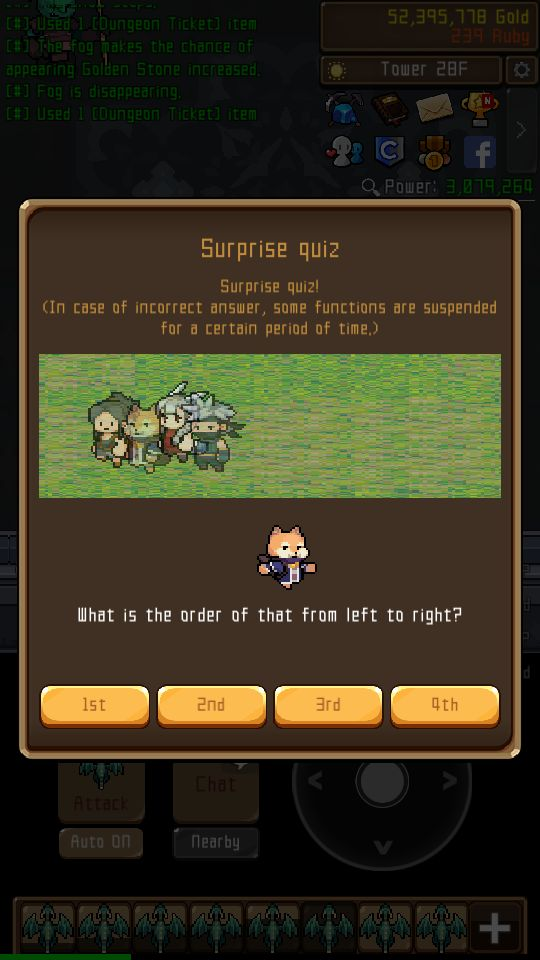 [#] Used 1 [Dungeon Ticket] item
[#] The fog makes the chance of
appearing Golden Stone increased.
[#] Fog is disappearing.
[#] Used 1 [Dungeon Ticket] item
52,395,778 Gold
239 Ruby
Tower 28F
N
C
f
Power: 3,079,264
Surprise quiz
Surprise quiz!
(In case of incorrect answer, some functions are suspended
for a certain period of time.)
What is the order of that from left to right?
1st
2nd
3rd
4th
Attack
Chat
Auto ON
Nearby